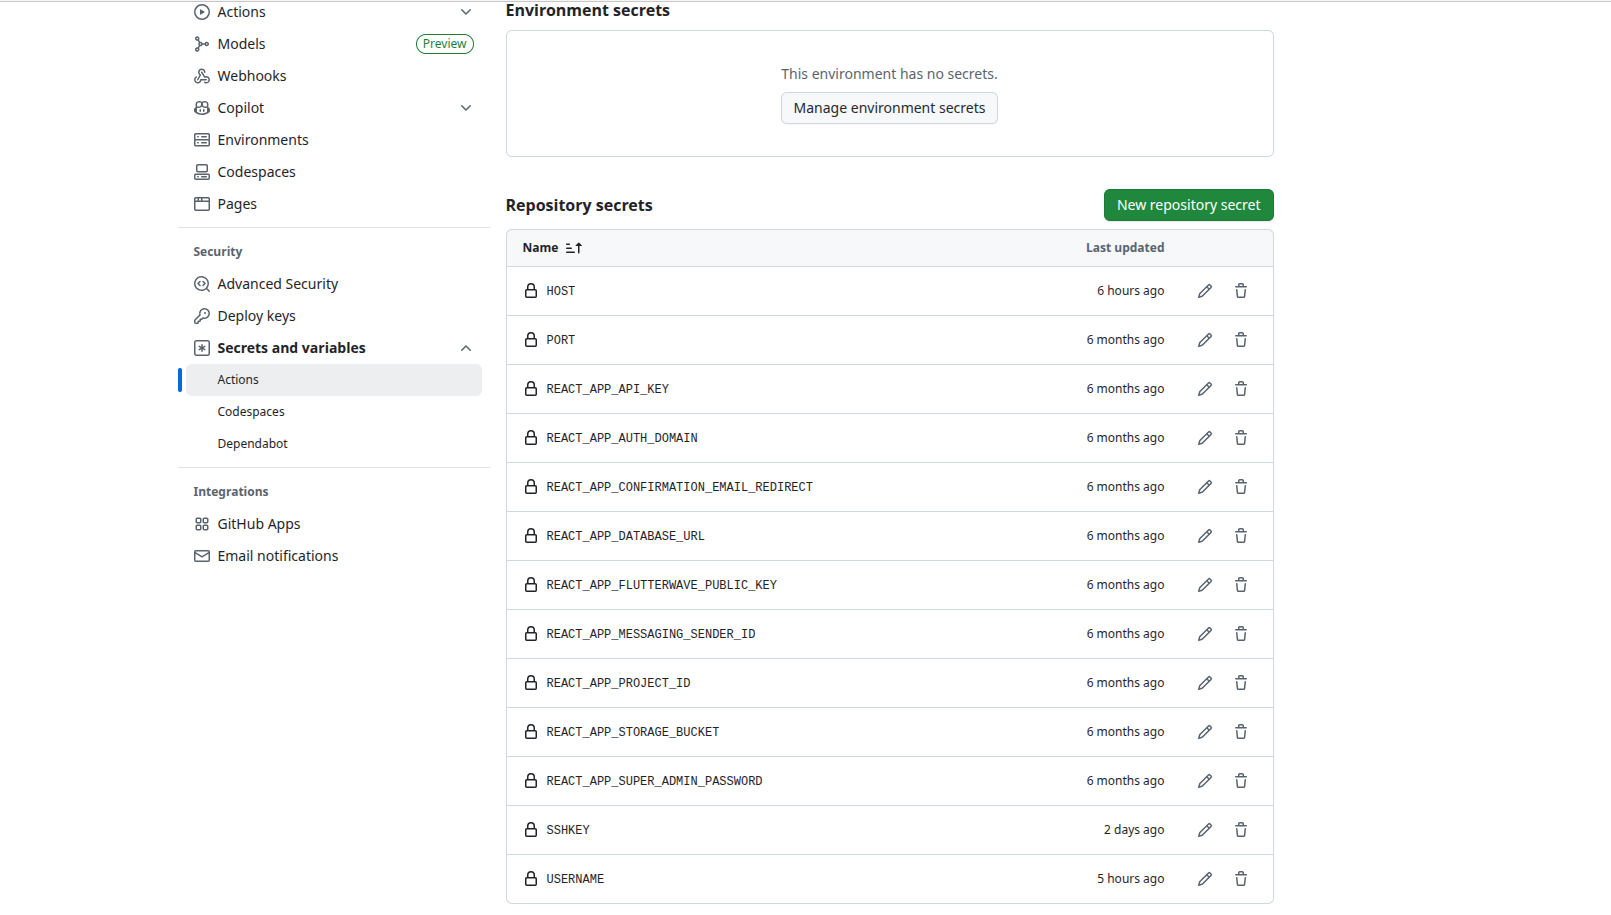 Actions
Models
Preview
Webhooks
Copilot
Environments
Codespaces
Pages
Security
Advanced Security
Deploy keys
Secrets and variables
Actions
Codespaces
Dependabot
Integrations
GitHub Apps
Email notifications
Environment secrets
This environment has no secrets.
Manage environment secrets
Repository secrets
New repository secret
Name Last updated
HOST 6 hours ago
PORT 6 months ago
REACT_APP_API_KEY 6 months ago
REACT_APP_AUTH_DOMAIN 6 months ago
REACT_APP_CONFIRMATION_EMAIL_REDIRECT 6 months ago
REACT_APP_DATABASE_URL 6 months ago
REACT_APP_FLUTTERWAVE_PUBLIC_KEY 6 months ago
REACT_APP_MESSAGING_SENDER_ID 6 months ago
REACT_APP_PROJECT_ID 6 months ago
REACT_APP_STORAGE_BUCKET 6 months ago
REACT_APP_SUPER_ADMIN_PASSWORD 6 months ago
SSHKEY 2 days ago
USERNAME 5 hours ago